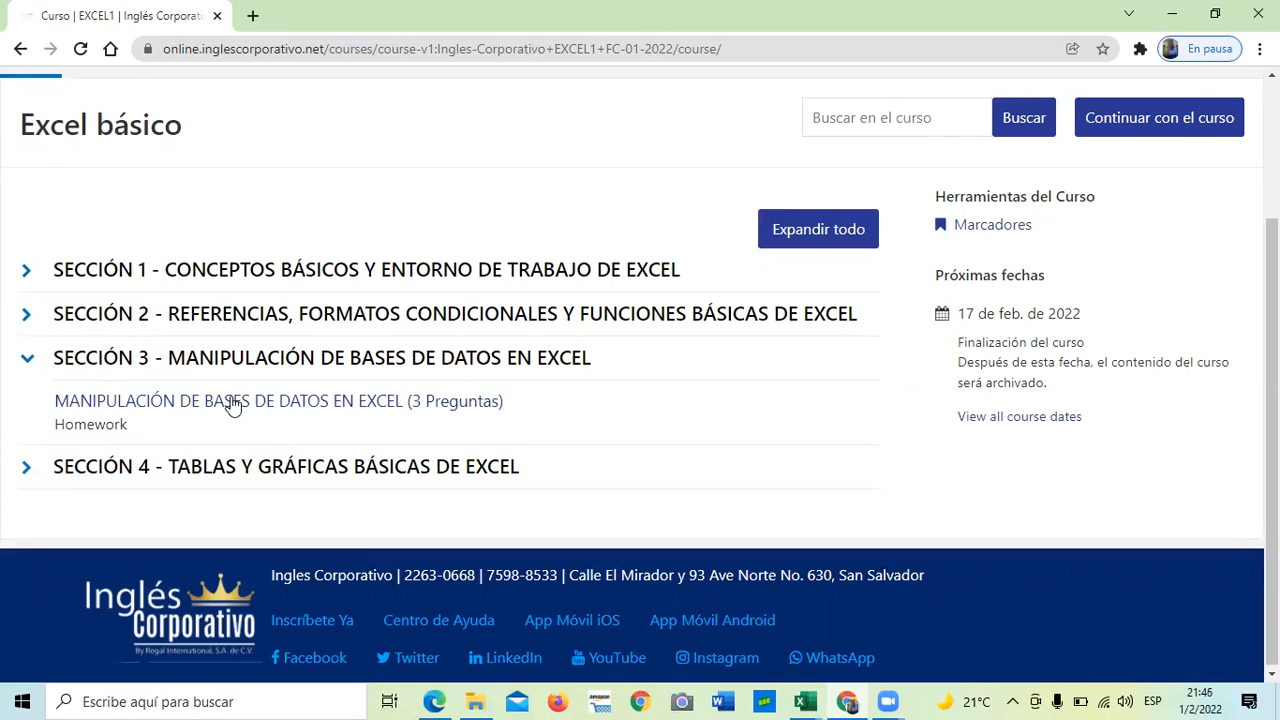 Curso | EXCEL1 | Inglés Corporati
online.inglescorporativo.net/courses/course-v1:Ingles-Corporativo+EXCEL1+FC-01-2022/course/
En pausa
Excel básico
Buscar en el curso
Buscar
Continuar con el curso
Herramientas del Curso
Marcadores
Expandir todo
SECCIÓN 1 - CONCEPTOS BÁSICOS Y ENTORNO DE TRABAJO DE EXCEL
Próximas fechas
SECCIÓN 2 - REFERENCIAS, FORMATOS CONDICIONALES Y FUNCIONES BÁSICAS DE EXCEL
17 de feb. de 2022
Finalización del curso
Después de esta fecha, el contenido del curso
será archivado.
SECCIÓN 3 - MANIPULACIÓN DE BASES DE DATOS EN EXCEL
MANIPULACIÓN DE BASES DE DATOS EN EXCEL (3 Preguntas)
Homework
View all course dates
SECCIÓN 4 - TABLAS Y GRÁFICAS BÁSICAS DE EXCEL
Inglés
Corporativo
By Regal International, S.A. de C.V.
Ingles Corporativo | 2263-0668 | 7598-8533 | Calle El Mirador y 93 Ave Norte No. 630, San Salvador
Inscríbete Ya
Centro de Ayuda
App Móvil iOS
App Móvil Android
Facebook
Twitter
LinkedIn
YouTube
Instagram
WhatsApp
Escribe aquí para buscar
amazon
21°C
ESP
21:46
1/2/2022